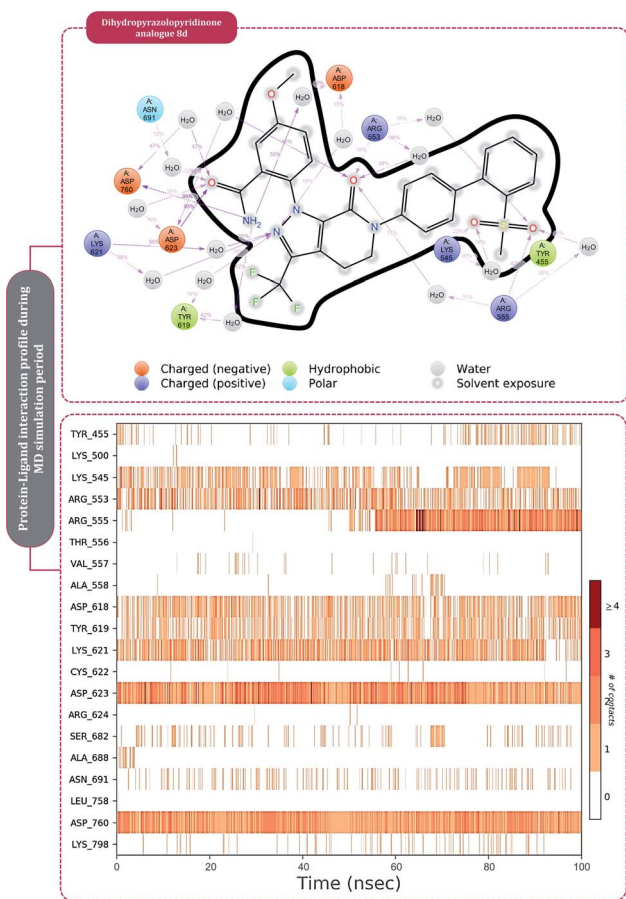 Dihydropyrazolopyridinone
analogue 8d
A:
ASN
691
H₂O
H₂O
H₂O
H₂O
A:
ASP
618
A:
ARG
553
H₂O
H₂O
H₂O
H₂O
A:
ASP
760
O
O
O
N
N
N
NH₂
A:
LYS
621
A:
ASP
623
H₂O
H₂O
H₂O
F
F
F
A:
TYR
619
H₂O
O
S
O
A:
LYS
545
A:
TYR
455
H₂O
H₂O
H₂O
A:
ARG
555
Charged (negative)
Charged (positive)
Hydrophobic
Polar
Water
Solvent exposure
Protein-Ligand interaction profile during
MD simulation period
TYR_455
LYS_500
LYS_545
ARG_553
ARG_555
THR_556
VAL_557
ALA_558
ASP_618
TYR_619
LYS_621
CYS_622
ASP_623
ARG_624
SER_682
ALA_688
ASN_691
LEU_758
ASP_760
LYS_798
0 20 40 60 80 100
Time (nsec)
≥4
3
2
1
0
# of contacts